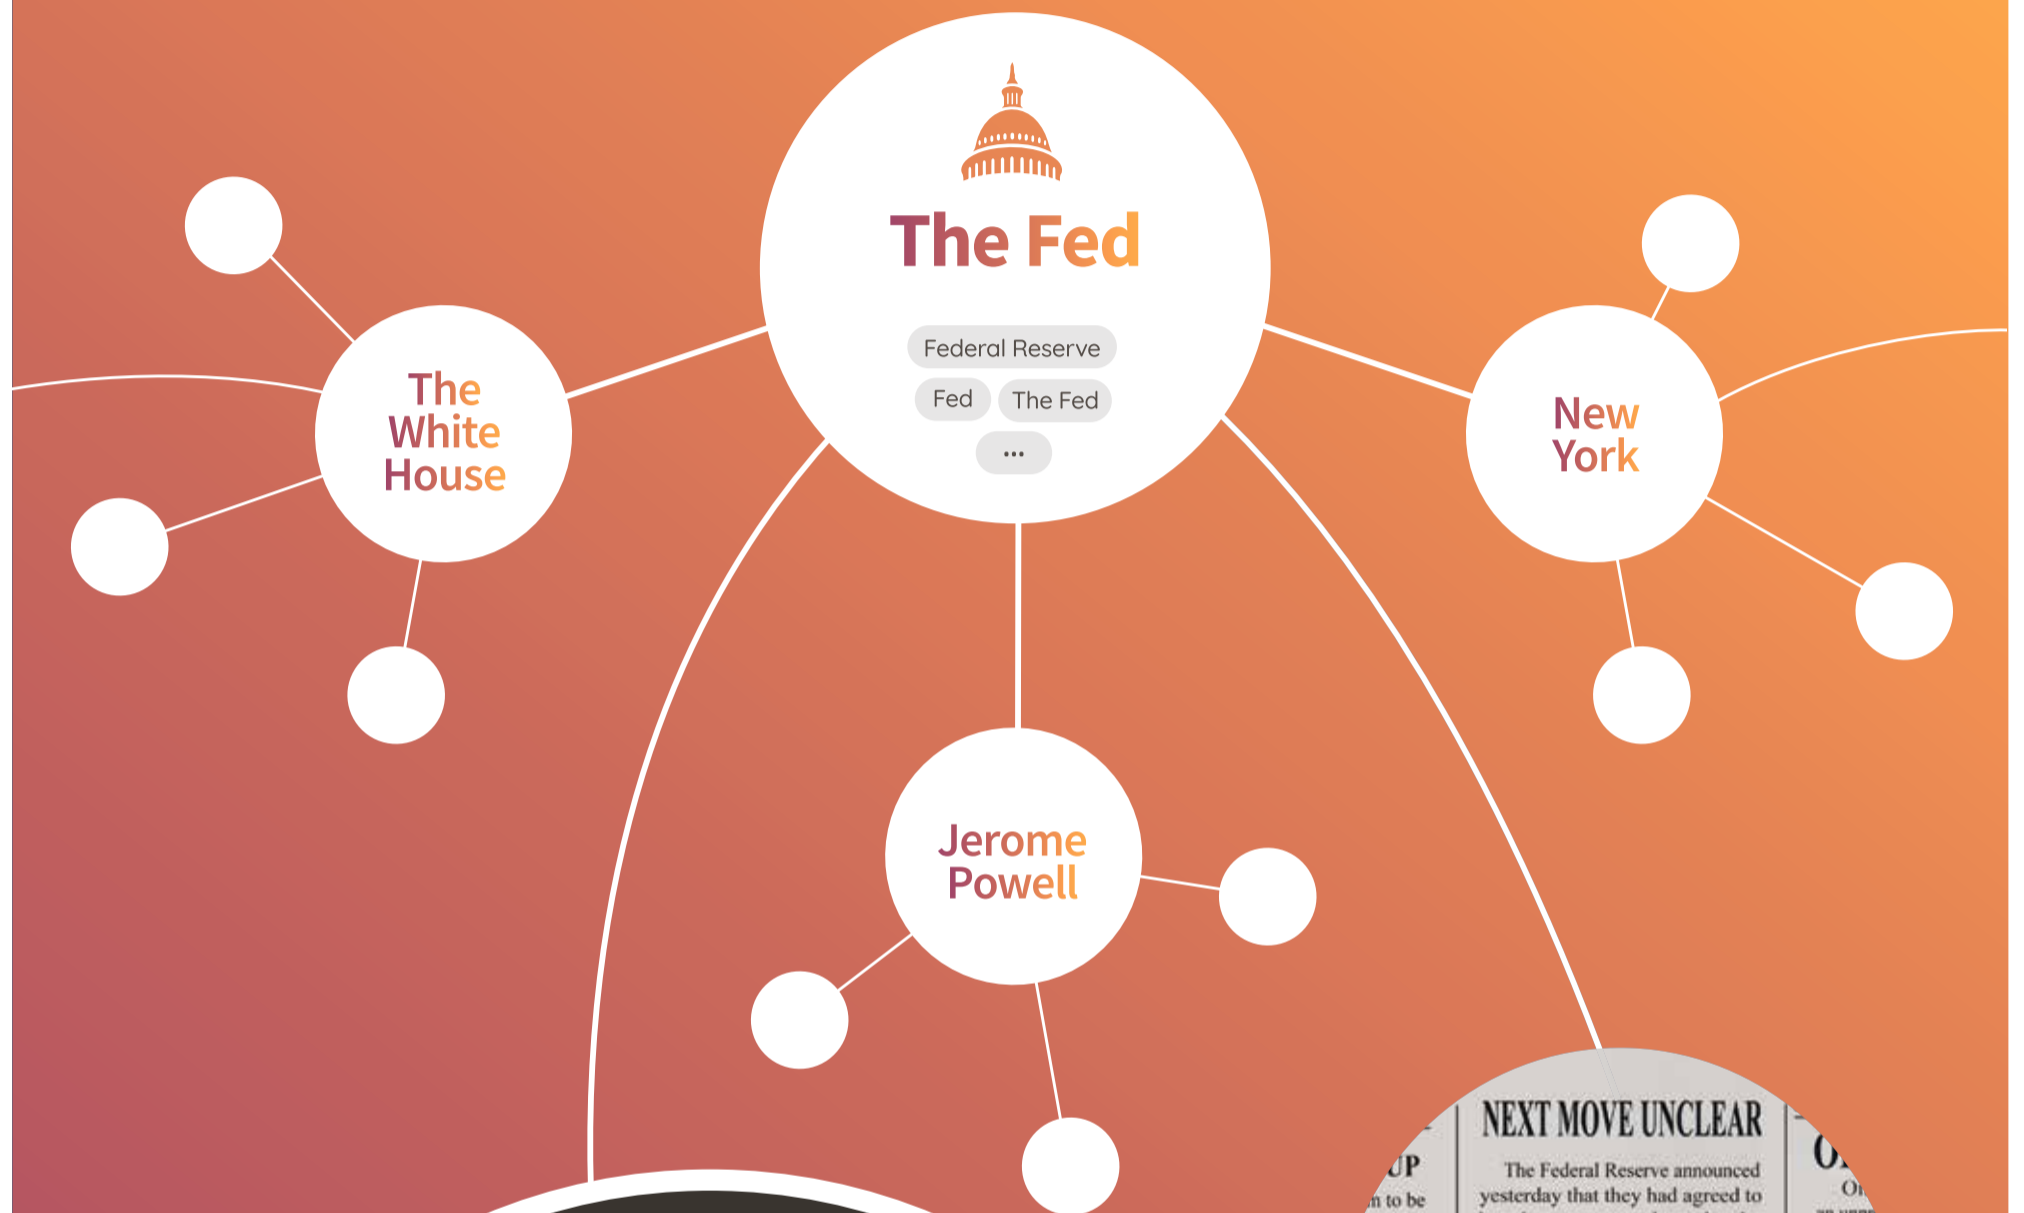 The Fed
Federal Reserve
Fed
The Fed
...
The
White
House
New
York
Jerome
Powell
NEXT MOVE UNCLEAR
The Federal Reserve announced
yesterday that they had agreed to
UP
to be